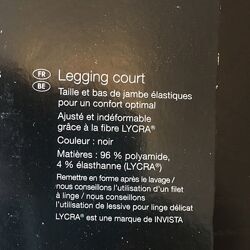 FR Legging court
BE Taille et bas de jambe élastiques
pour un confort optimal
Ajusté et indéformable
grâce à la fibre LYCRA®
Couleur : noir
Matières : 96 % polyamide,
4 % élasthanne (LYCRA®)
Remettre en forme après le lavage /
nous conseillons l'utilisation d'un filet
à linge / nous conseillons
l'utilisation de lessive pour linge délicat
LYCRA® est une marque de INVISTA